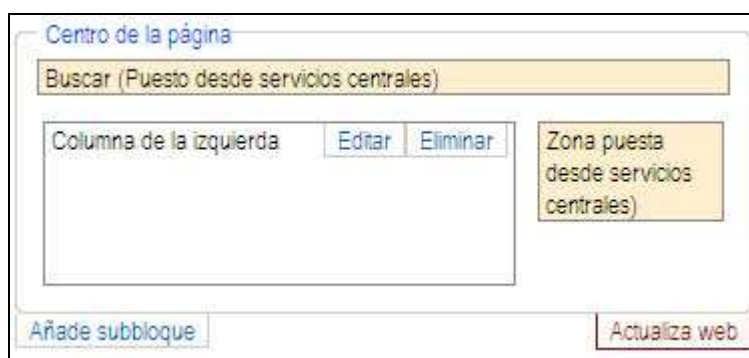 Centro de la página
Buscar (Puesto desde servicios centrales)
Columna de la izquierda Editar Eliminar
Zona puesta
desde servicios
centrales)
Añade subbloque
Actualiza web